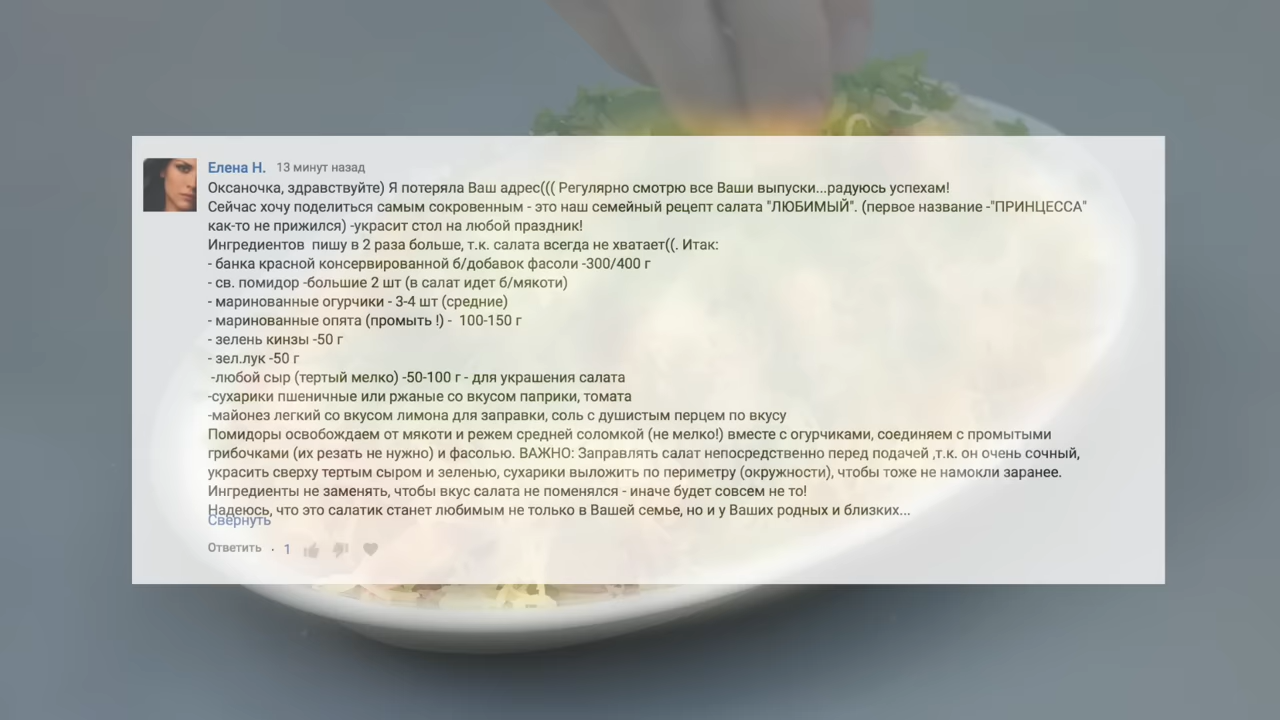 Елена Н. 13 минут назад
Оксаночка, здравствуйте) Я потеряла Ваш адрес((( Регулярно смотрю все Ваши выпуски...радуюсь успехам!
Сейчас хочу поделиться самым сокровенным - это наш семейный рецепт салата "ЛЮБИМЫЙ". (первое название -"ПРИНЦЕССА"
как-то не прижился) -украсит стол на любой праздник!
Ингредиентов пишу в 2 раза больше, т.к. салата всегда не хватает((. Итак:
- банка красной консервированной б/добавок фасоли -300/400 г
- св. помидор -большие 2 шт (в салат идет б/мякоти)
- маринованные огурчики - 3-4 шт (средние)
- маринованные опята (промыть !) - 100-150 г
- зелень кинзы -50 г
- зел.лук -50 г
-любой сыр (тертый мелко) -50-100 г - для украшения салата
-сухарики пшеничные или ржаные со вкусом паприки, томата
-майонез легкий со вкусом лимона для заправки, соль с душистым перцем по вкусу
Помидоры освобождаем от мякоти и режем средней соломкой (не мелко!) вместе с огурчиками, соединяем с промытыми
грибочками (их резать не нужно) и фасолью. ВАЖНО: Заправлять салат непосредственно перед подачей ,т.к. он очень сочный,
украсить сверху тертым сыром и зеленью, сухарики выложить по периметру (окружности), чтобы тоже не намокли заранее.
Ингредиенты не заменять, чтобы вкус салата не поменялся - иначе будет совсем не то!
Надеюсь, что это салатик станет любимым не только в Вашей семье, но и у Ваших родных и близких...
Свернуть
Ответить · 1